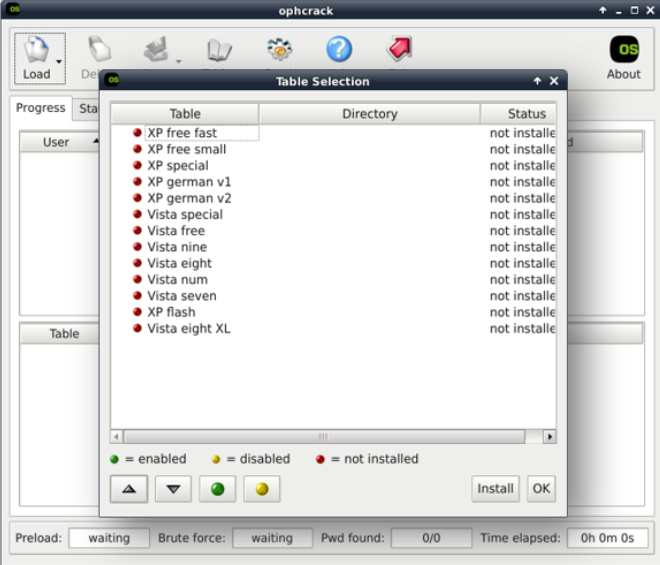 OS
ophcrack
Load
OS
About
Progress
User
Table
OS
Table Selection
Table Directory Status
XP free fast not installe
XP free small not installe
XP special not installe
XP german v1 not installe
XP german v2 not installe
Vista special not installe
Vista free not installe
Vista nine not installe
Vista eight not installe
Vista num not installe
Vista seven not installe
XP flash not installe
Vista eight XL not installe
= enabled = disabled = not installed
Install OK
Preload: waiting Brute force: waiting Pwd found: 0/0 Time elapsed: 0h 0m 0s